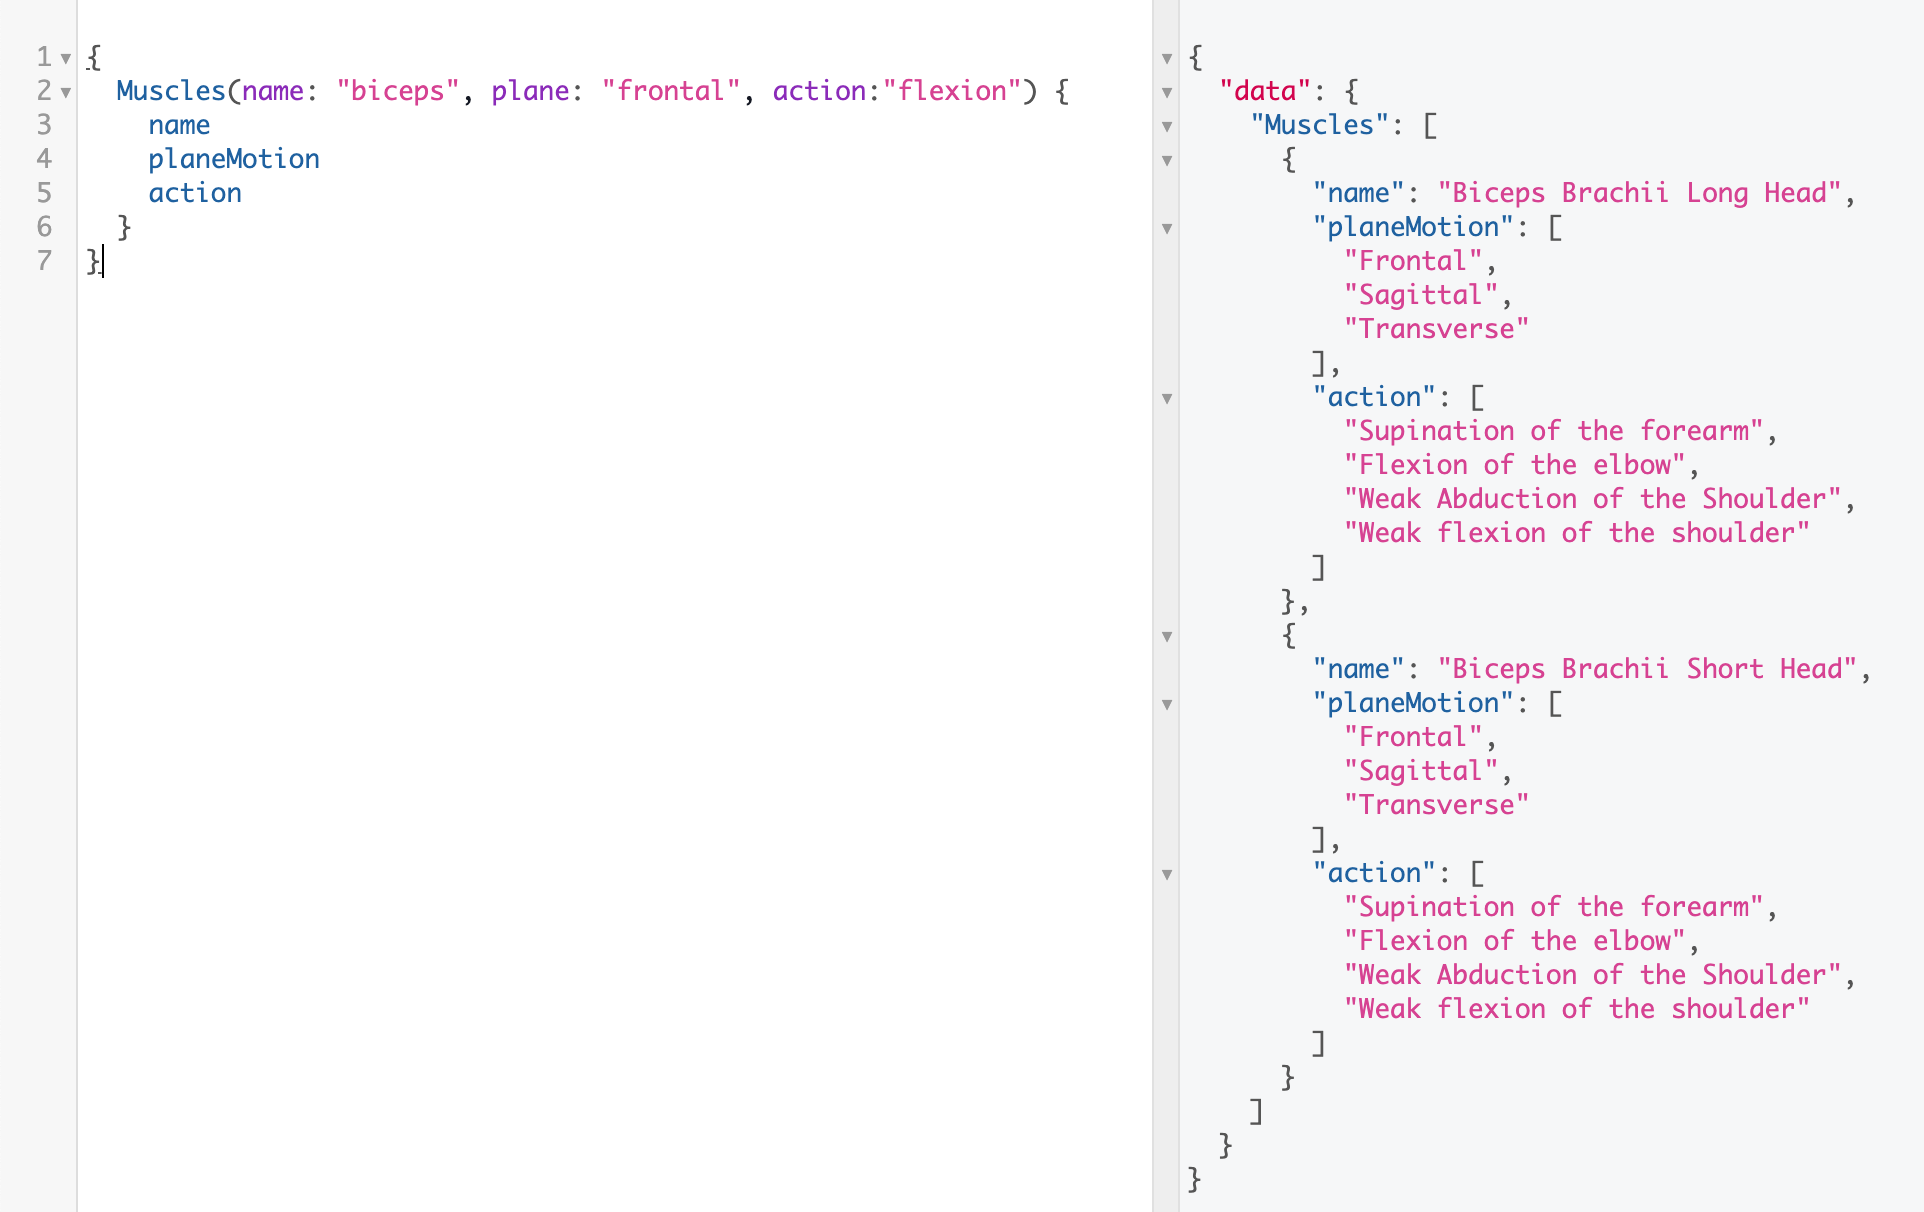 1 {
2 Muscles(name: "biceps", plane: "frontal", action:"flexion") {
3 name
4 planeMotion
5 action
6 }
7 }
{
"data": {
"Muscles": [
{
"name": "Biceps Brachii Long Head",
"planeMotion": [
"Frontal",
"Sagittal",
"Transverse"
],
"action": [
"Supination of the forearm",
"Flexion of the elbow",
"Weak Abduction of the Shoulder",
"Weak flexion of the shoulder"
]
},
{
"name": "Biceps Brachii Short Head",
"planeMotion": [
"Frontal",
"Sagittal",
"Transverse"
],
"action": [
"Supination of the forearm",
"Flexion of the elbow",
"Weak Abduction of the Shoulder",
"Weak flexion of the shoulder"
]
}
]
}
}